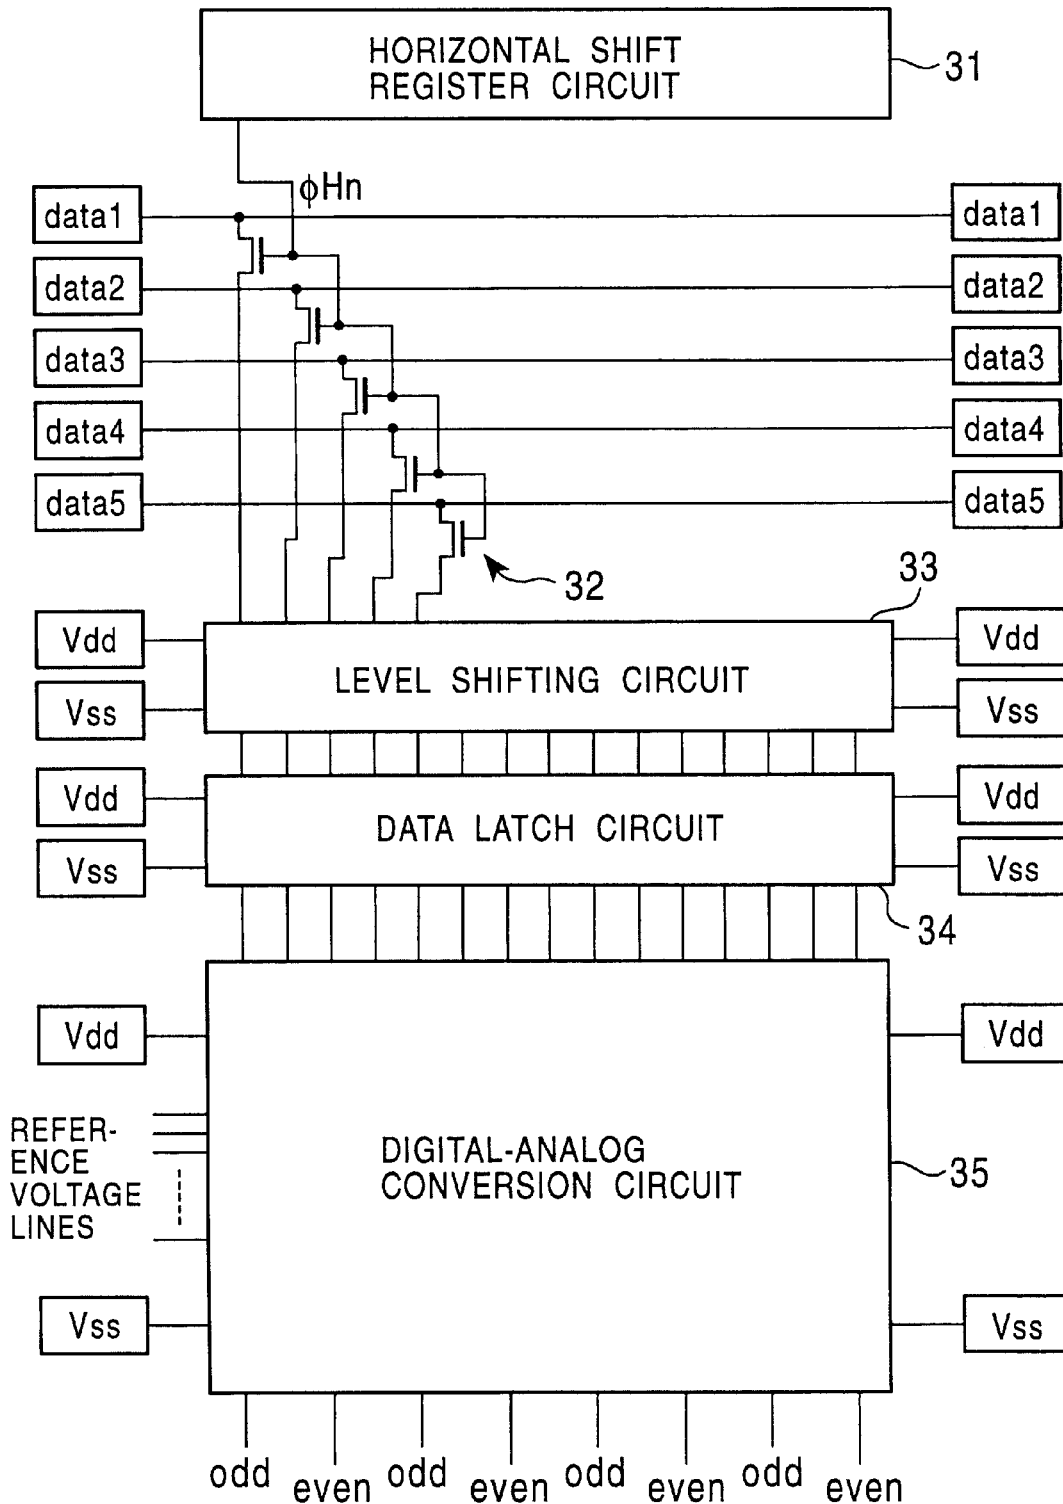 HORIZONTAL SHIFT
REGISTER CIRCUIT
31
ϕHn
data1
data1
data2
data2
data3
data3
data4
data4
data5
data5
32
33
Vdd
Vdd
LEVEL SHIFTING CIRCUIT
Vss
Vss
Vdd
Vdd
DATA LATCH CIRCUIT
Vss
Vss
34
Vdd
Vdd
REFER-
ENCE
VOLTAGE
LINES
DIGITAL-ANALOG
CONVERSION CIRCUIT
35
Vss
Vss
odd even odd even odd even odd even